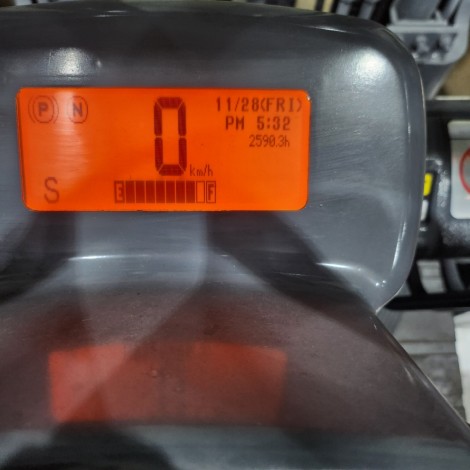 P N
11/28(FRI)
PM 5:32
2590.3h
0 km/h
S
E F